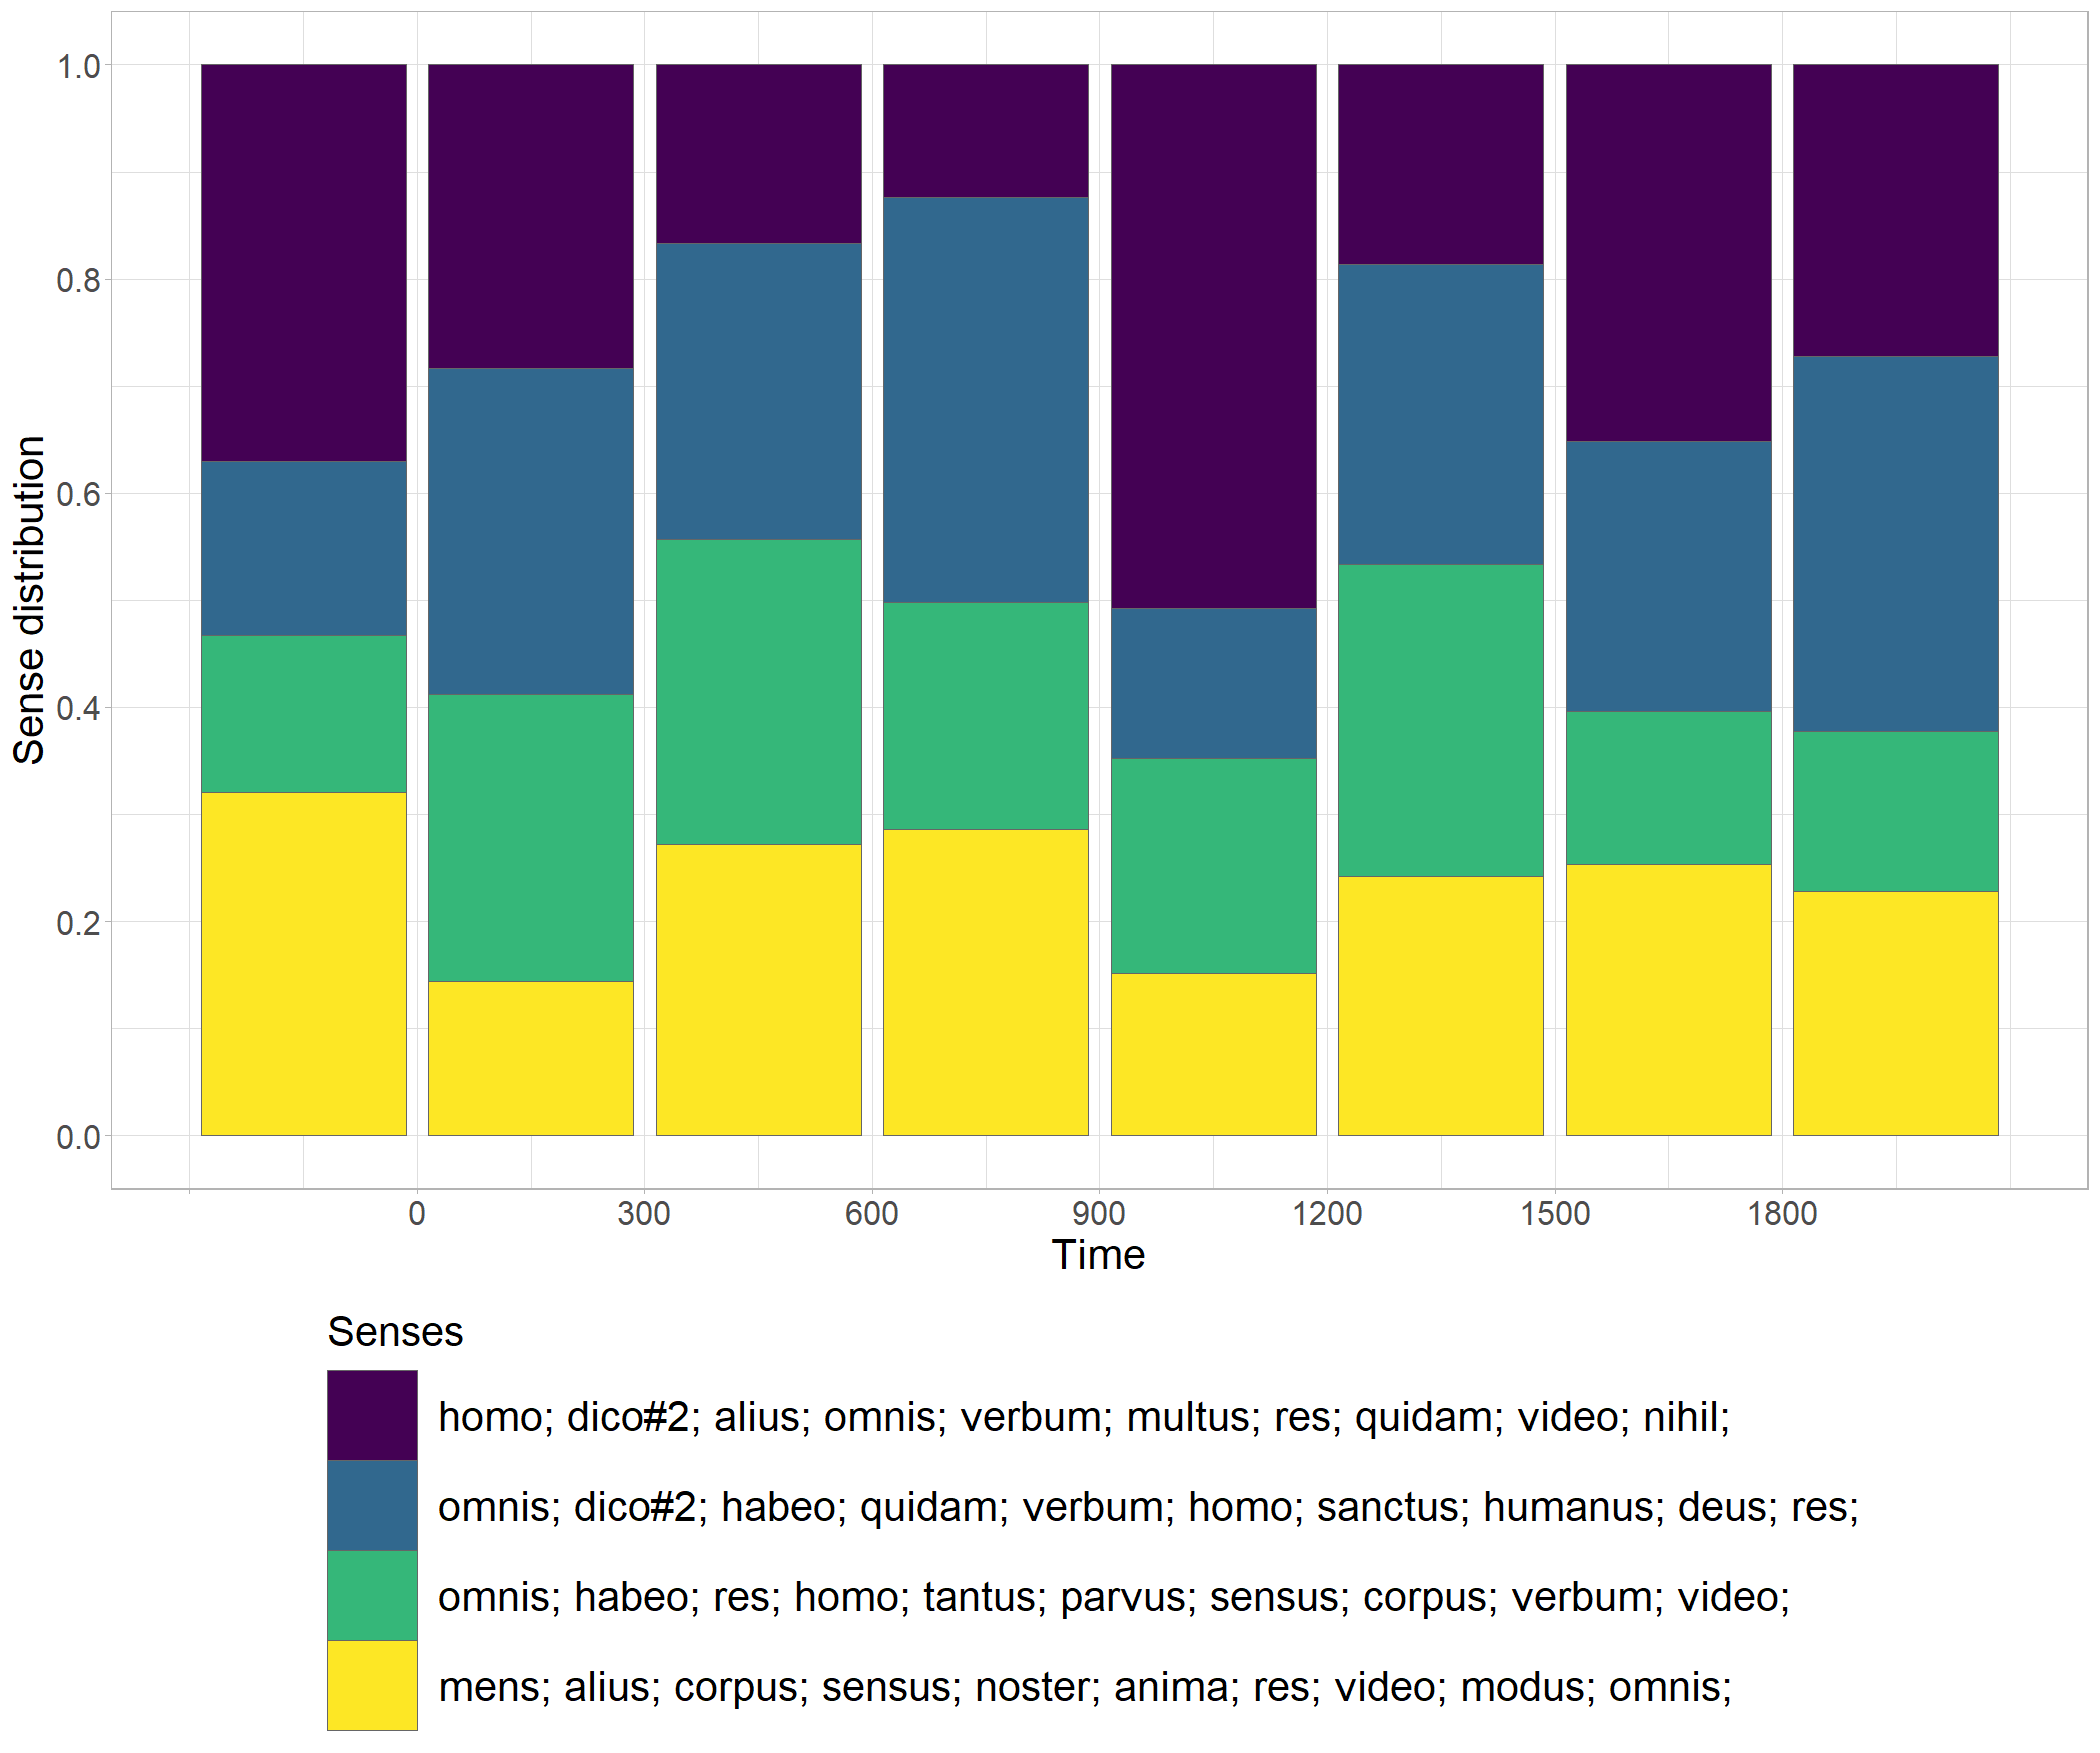 1.0
0.8
0.6
0.4
0.2
0.0
Sense distribution
0 300 600 900 1200 1500 1800
Time
Senses
homo; dico#2; alius; omnis; verbum; multus; res; quidam; video; nihil;
omnis; dico#2; habeo; quidam; verbum; homo; sanctus; humanus; deus; res;
omnis; habeo; res; homo; tantus; parvus; sensus; corpus; verbum; video;
mens; alius; corpus; sensus; noster; anima; res; video; modus; omnis;